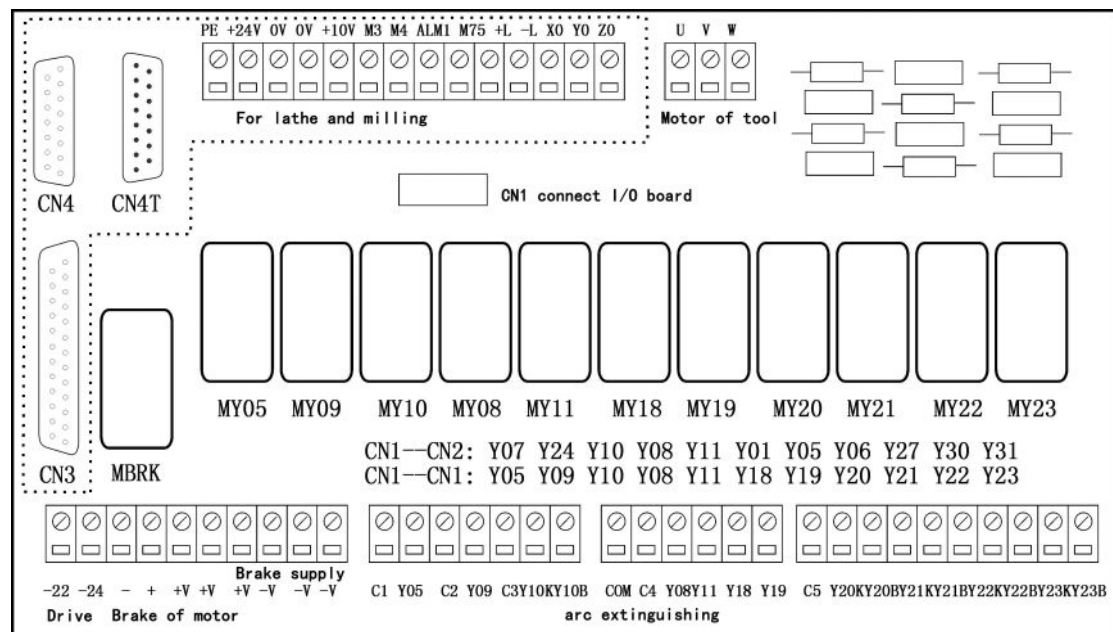 PE +24V 0V 0V +10V M3 M4 ALM1 M75 +L -L X0 Y0 Z0
U V W
For lathe and milling
Motor of tool
CN4 CN4T
CN1 connect I/O board
MY05 MY09 MY10 MY08 MY11 MY18 MY19 MY20 MY21 MY22 MY23
CN1--CN2: Y07 Y24 Y10 Y08 Y11 Y01 Y05 Y06 Y27 Y30 Y31
CN1--CN1: Y05 Y09 Y10 Y08 Y11 Y18 Y19 Y20 Y21 Y22 Y23
CN3 MBRK
Brake supply
-22 -24 - + +V +V +V -V -V -V
C1 Y05 C2 Y09 C3Y10KY10B
COM C4 Y08Y11 Y18 Y19
C5 Y20KY20BY21KY21BY22KY22BY23KY23B
Drive Brake of motor
arc extinguishing